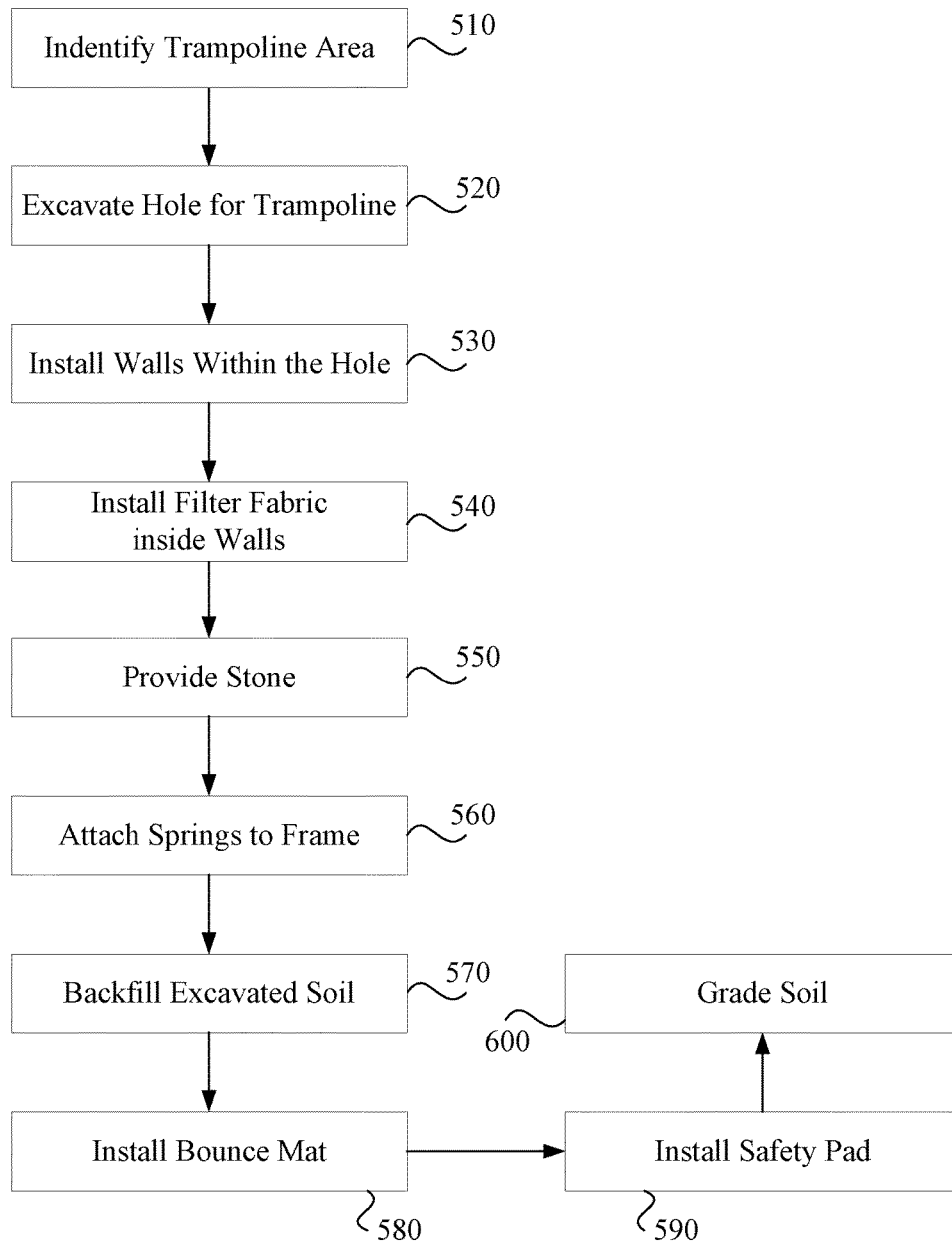 Indentify Trampoline Area
510
Excavate Hole for Trampoline
520
Install Walls Within the Hole
530
Install Filter Fabric
inside Walls
540
Provide Stone
550
Attach Springs to Frame
560
Backfill Excavated Soil
570
Install Bounce Mat
580
Install Safety Pad
590
Grade Soil
600